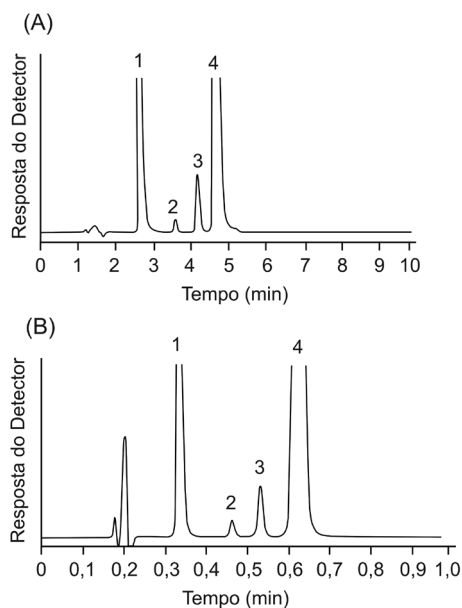 (A)
1
4
3
2
Resposta do Detector
0 1 2 3 4 5 6 7 8 9 10
Tempo (min)
(B)
1
4
3
2
Resposta do Detector
0 0,1 0,2 0,3 0,4 0,5 0,6 0,7 0,8 0,9 1,0
Tempo (min)